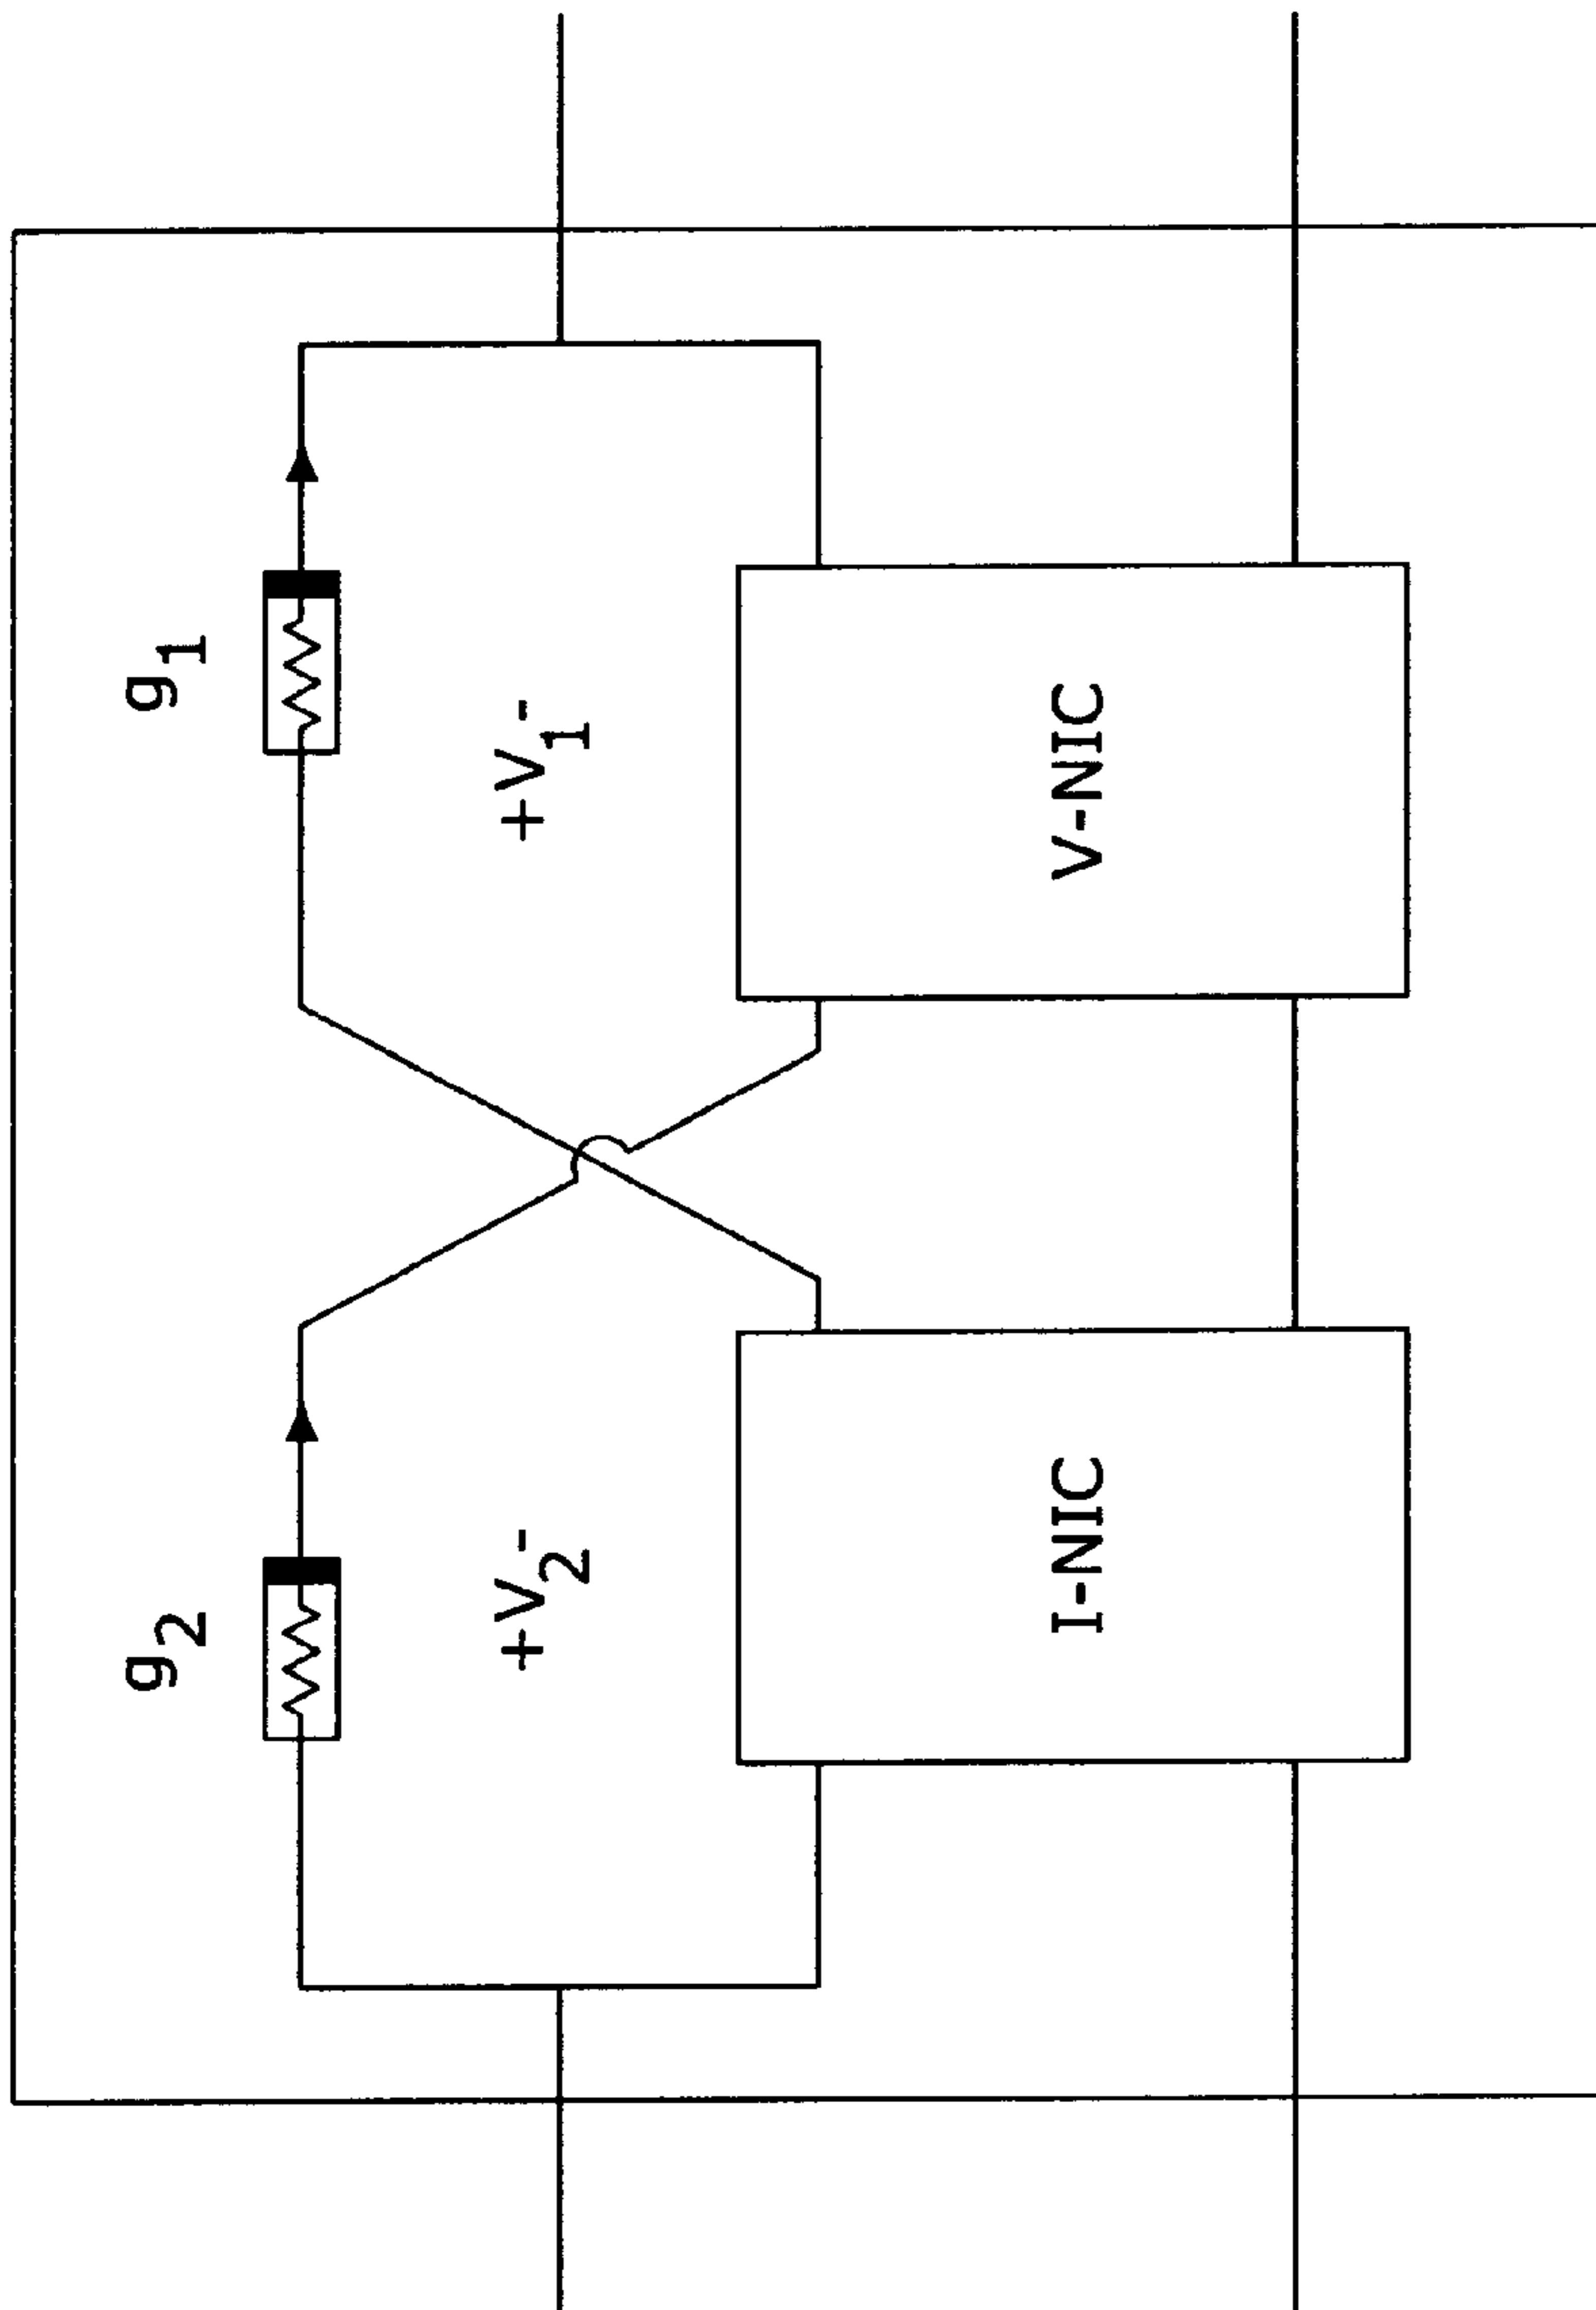 g2
g1
+V2-
+V1-
I-NIC
V-NIC